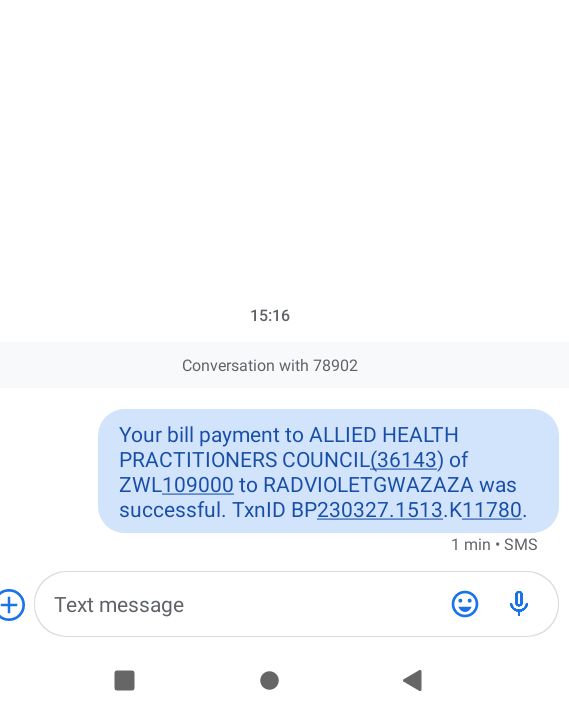 15:16
Conversation with 78902
Your bill payment to ALLIED HEALTH
PRACTITIONERS COUNCIL(36143) of
ZWL109000 to RADVIOLETGWAZAZA was
successful. TxnID BP230327.1513.K11780.
1 min • SMS
Text message